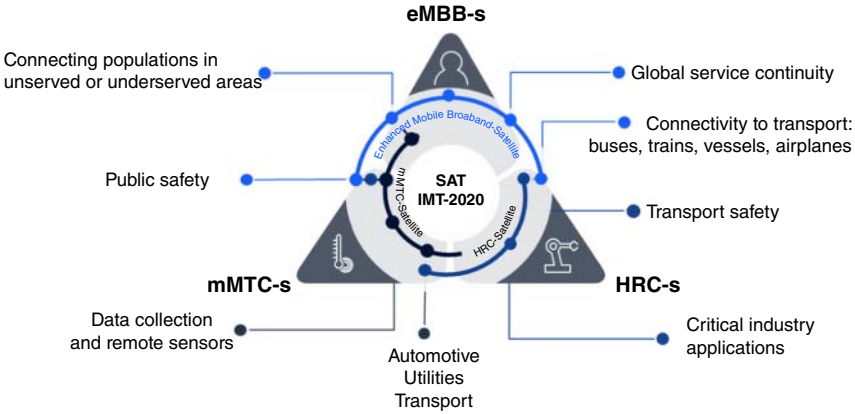 eMBB-s
Connecting populations in
unserved or underserved areas
Global service continuity
Enhanced Mobile Broaband-Satellite
Connectivity to transport:
buses, trains, vessels, airplanes
Public safety
SAT
IMT-2020
mMTC-Satellite
HRC-Satellite
Transport safety
mMTC-s
HRC-s
Data collection
and remote sensors
Automotive
Utilities
Transport
Critical industry
applications